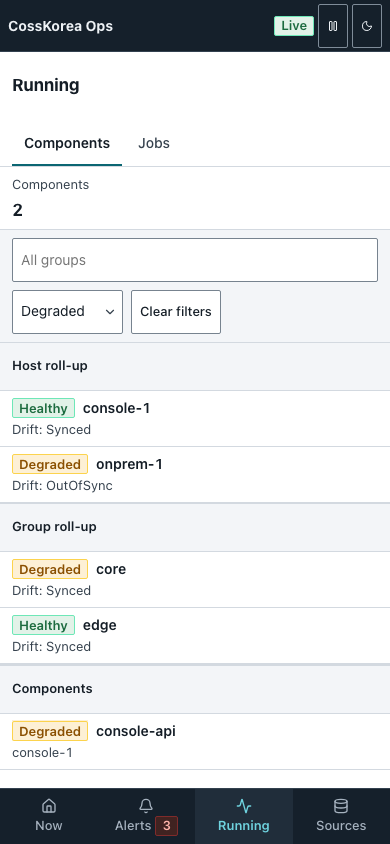 CossKorea Ops
Live
Running
Components
Jobs
Components
2
All groups
Degraded
Clear filters
Host roll-up
Healthy console-1
Drift: Synced
Degraded onprem-1
Drift: OutOfSync
Group roll-up
Degraded core
Drift: Synced
Healthy edge
Drift: Synced
Components
Degraded console-api
console-1
Now
Alerts 3
Running
Sources